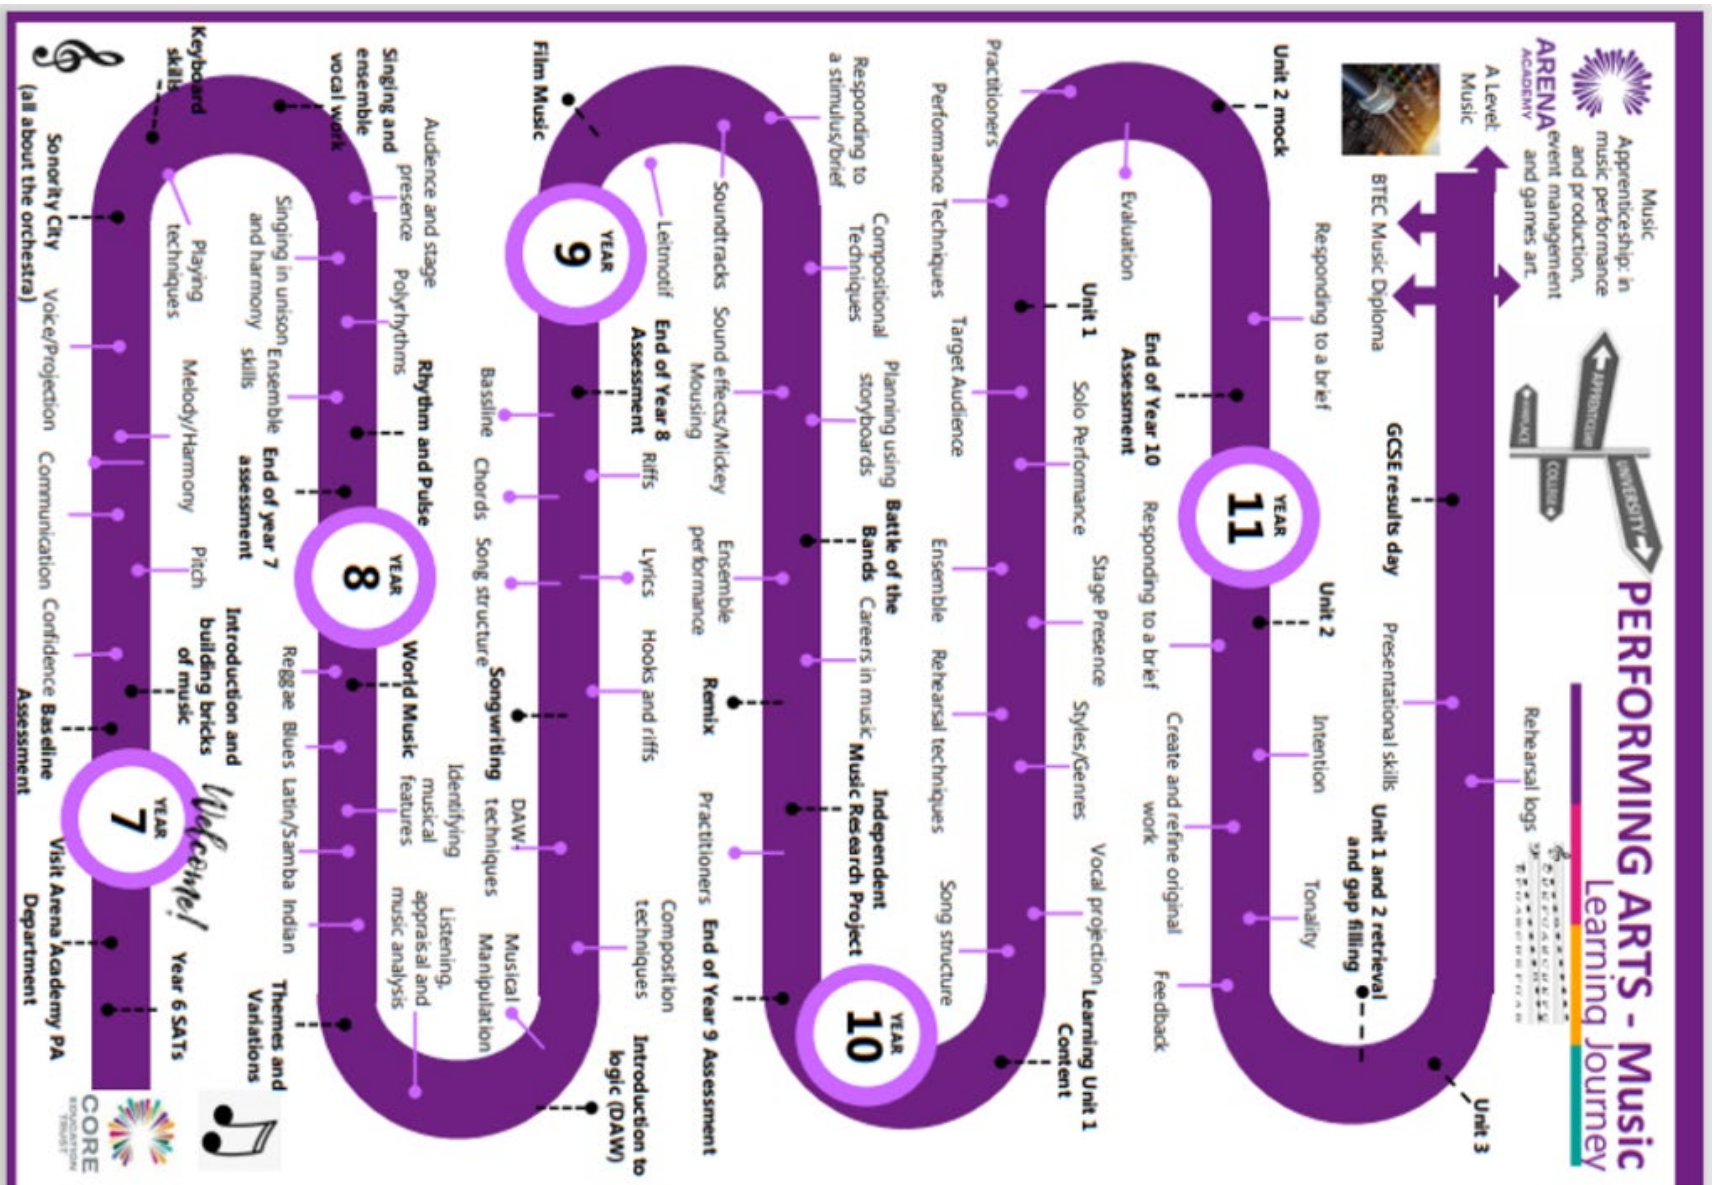 PERFORMING ARTS - Music
Learning Journey
ARENA
ACADEMY
Music
Apprenticeship: in
music performance
and production,
event management
and games art.
APPRENTICESHIP
UNIVERSITY
WORKPLACE
COLLEGE
A Level:
Music
BTEC Music Diploma
GCSE results day
Presentational skills
Rehearsal logs
Unit 1 and 2 retrieval
and gap filling
Unit 3
Unit 2 mock
Responding to a brief
YEAR
11
Unit 2
Intention
Tonality
Evaluation
End of Year 10
Assessment
Responding to a brief
Create and refine original
work
Feedback
Practitioners
Unit 1
Solo Performance
Stage Presence
Styles/Genres
Vocal projection
Learning Unit 1
Content
Performance Techniques
Target Audience
Ensemble
Rehearsal techniques
Song structure
YEAR
10
Responding to
a stimulus/brief
Compositional
Techniques
Planning using
storyboards
Battle of the
Bands
Careers in music
Independent
Music Research Project
Soundtracks
Sound effects/Mickey
Mousing
Ensemble
performance
Remix
Practitioners
End of Year 9 Assessment
Film Music
YEAR
9
Leitmotif
End of Year 8
Assessment
Riffs
Lyrics
Hooks and riffs
Composition
techniques
Introduction to
logic (DAW)
Bassline
Chords
Song structure
Songwriting
DAW-
techniques
Musical
Manipulation
Singing and
ensemble
vocal work
Audience and stage
presence
Polyrhythms
Rhythm and Pulse
YEAR
8
World Music
Identifying
musical
features
Listening,
appraisal and
music analysis
Singing in unison
and harmony
Ensemble
skills
End of year 7
assessment
Reggae
Blues
Latin/Samba
Indian
Themes and
Variations
Keyboard
skills
Playing
techniques
Melody/Harmony
Pitch
Introduction and
building bricks
of music
Welcome!
YEAR
7
Year 6 SATs
Sonority City
(all about the orchestra)
Voice/Projection
Communication
Confidence
Baseline
Assessment
Visit Arena Academy PA
Department
CORE
EDUCATION
TRUST